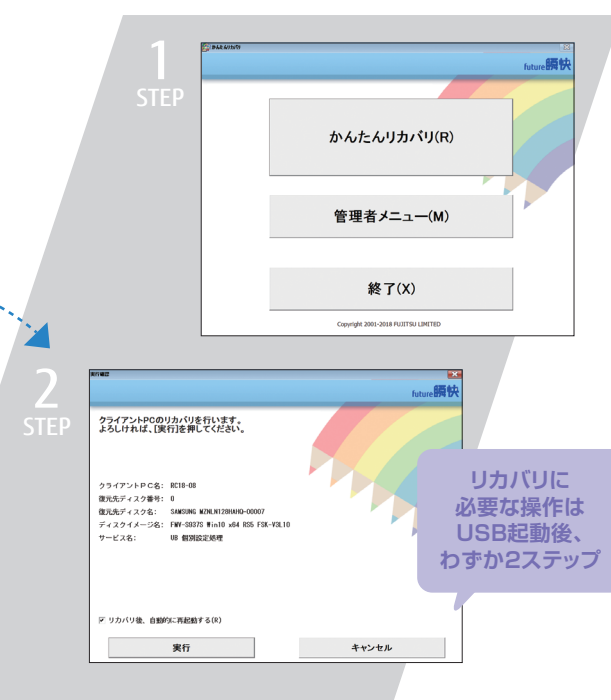 1
STEP
かんたんリカバリ
future瞬快
かんたんリカバリ(R)
管理者メニュー(M)
終了(X)
Copyright 2001-2018 FUJITSU LIMITED
2
STEP
実行確認
future瞬快
クライアントPCのリカバリを行います。
よろしければ、[実行]を押してください。
クライアントPC名: RC18-08
復元先ディスク番号: 0
復元先ディスク名: SAMSUNG MZNLN128HAHQ-00007
ディスクイメージ名: FMV-S937S Win10 x64 RS5 FSK-V3L10
サービス名: UB 個別設定処理
リカバリ後、自動的に再起動する(R)
実行
キャンセル
リカバリに
必要な操作は
USB起動後、
わずか2ステップ